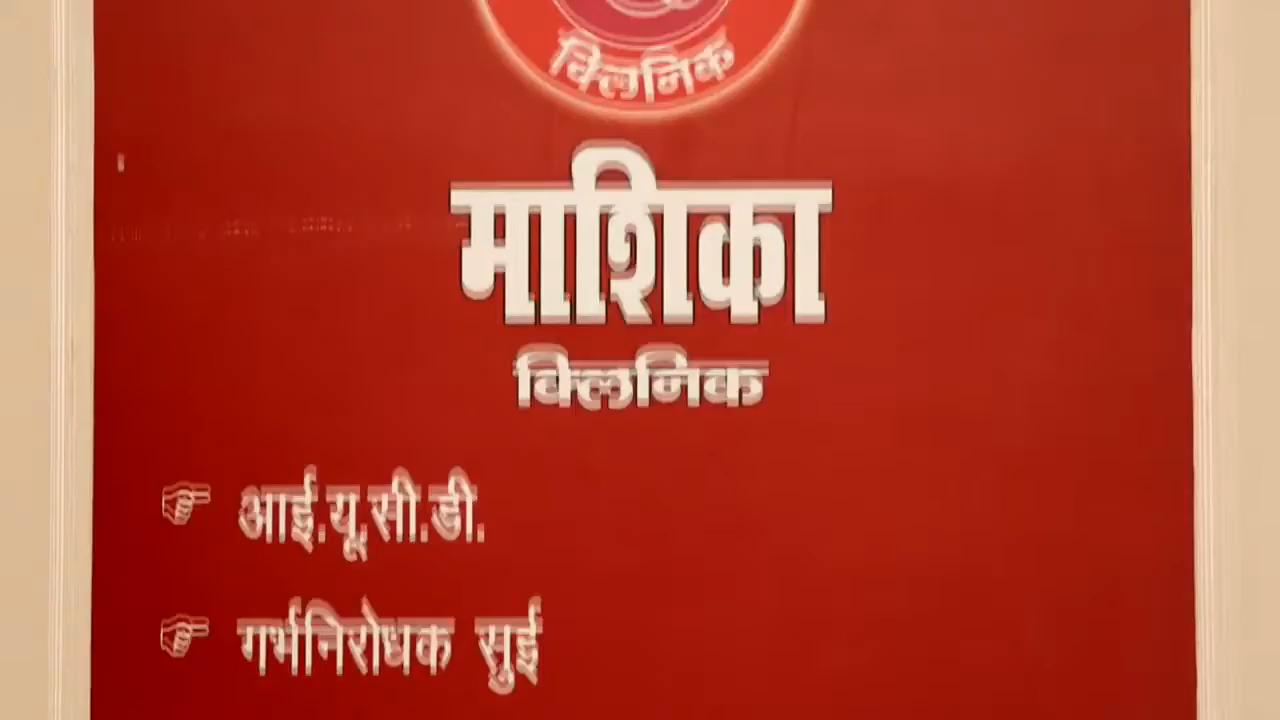 क्लिनिक
माशिका
क्लिनिक
आई.यू.सी.डी.
गर्भनिरोधक सुई